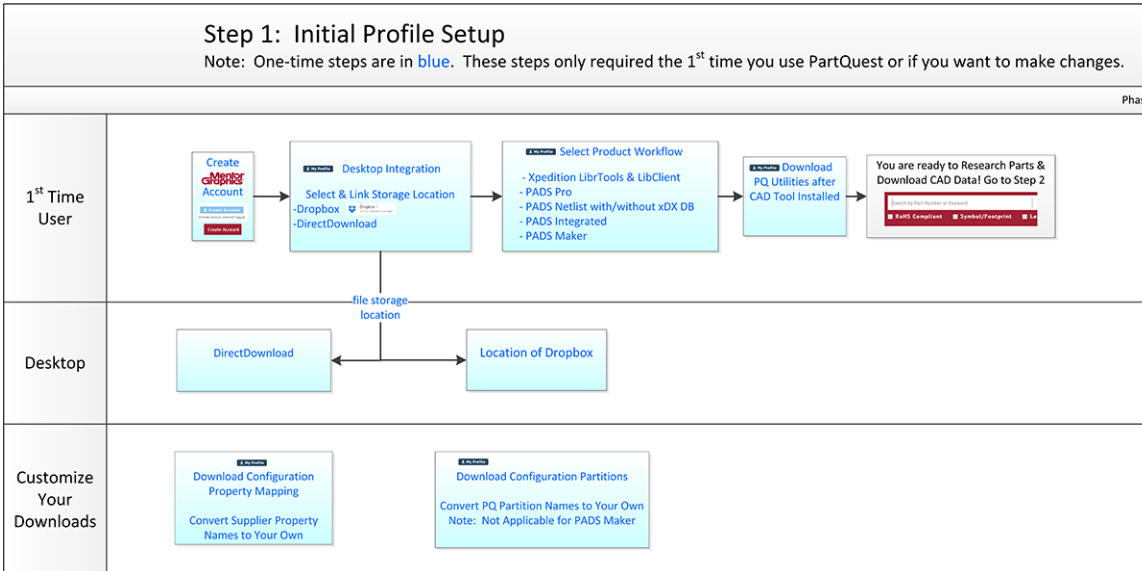 Step 1: Initial Profile Setup
Note: One-time steps are in blue. These steps only required the 1st time you use PartQuest or if you want to make changes.
Phas
1st Time
User
Create
Mentor
Graphics
Account
Create Account
Create Account
My Profile
Desktop Integration
Select & Link Storage Location
-Dropbox
Dropbox
-DirectDownload
My Profile
Select Product Workflow
- Xpedition LibrTools & LibClient
- PADS Pro
- PADS Netlist with/without xDX DB
- PADS Integrated
- PADS Maker
My Profile
Download
PQ Utilities after
CAD Tool Installed
You are ready to Research Parts &
Download CAD Data! Go to Step 2
Search by Part Number or Keyword
RoHS Compliant
Symbol/Footprint
Le
file storage
location
Desktop
DirectDownload
Location of Dropbox
Customize
Your
Downloads
My Profile
Download Configuration
Property Mapping
Convert Supplier Property
Names to Your Own
My Profile
Download Configuration Partitions
Convert PQ Partition Names to Your Own
Note: Not Applicable for PADS Maker